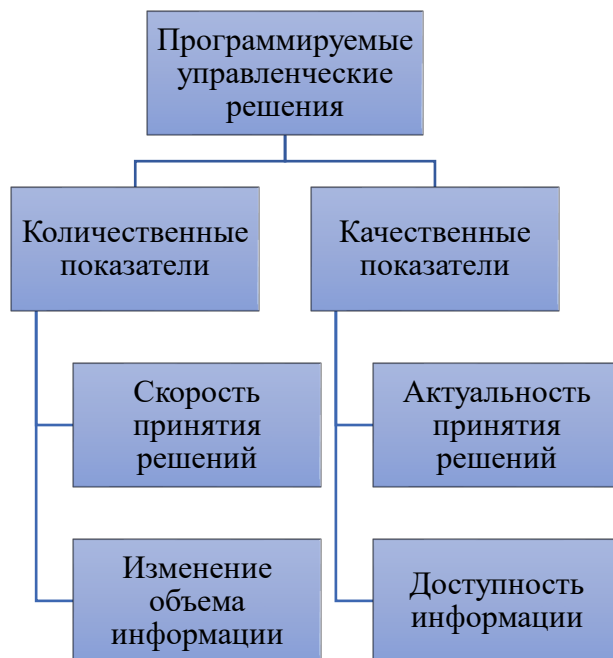 Программируемые
управленческие
решения
Количественные
показатели
Качественные
показатели
Скорость
принятия
решений
Актуальность
принятия
решений
Изменение
объема
информации
Доступность
информации